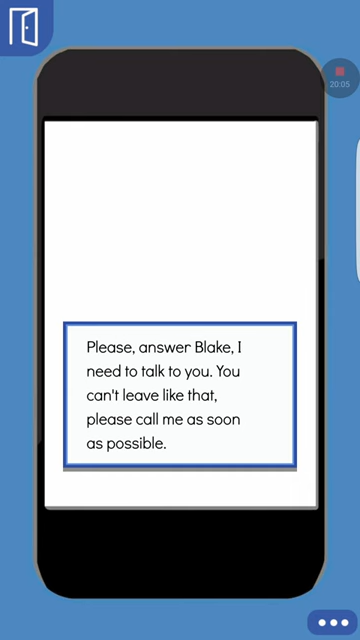 20:05
Please, answer Blake, I
need to talk to you. You
can't leave like that,
please call me as soon
as possible.